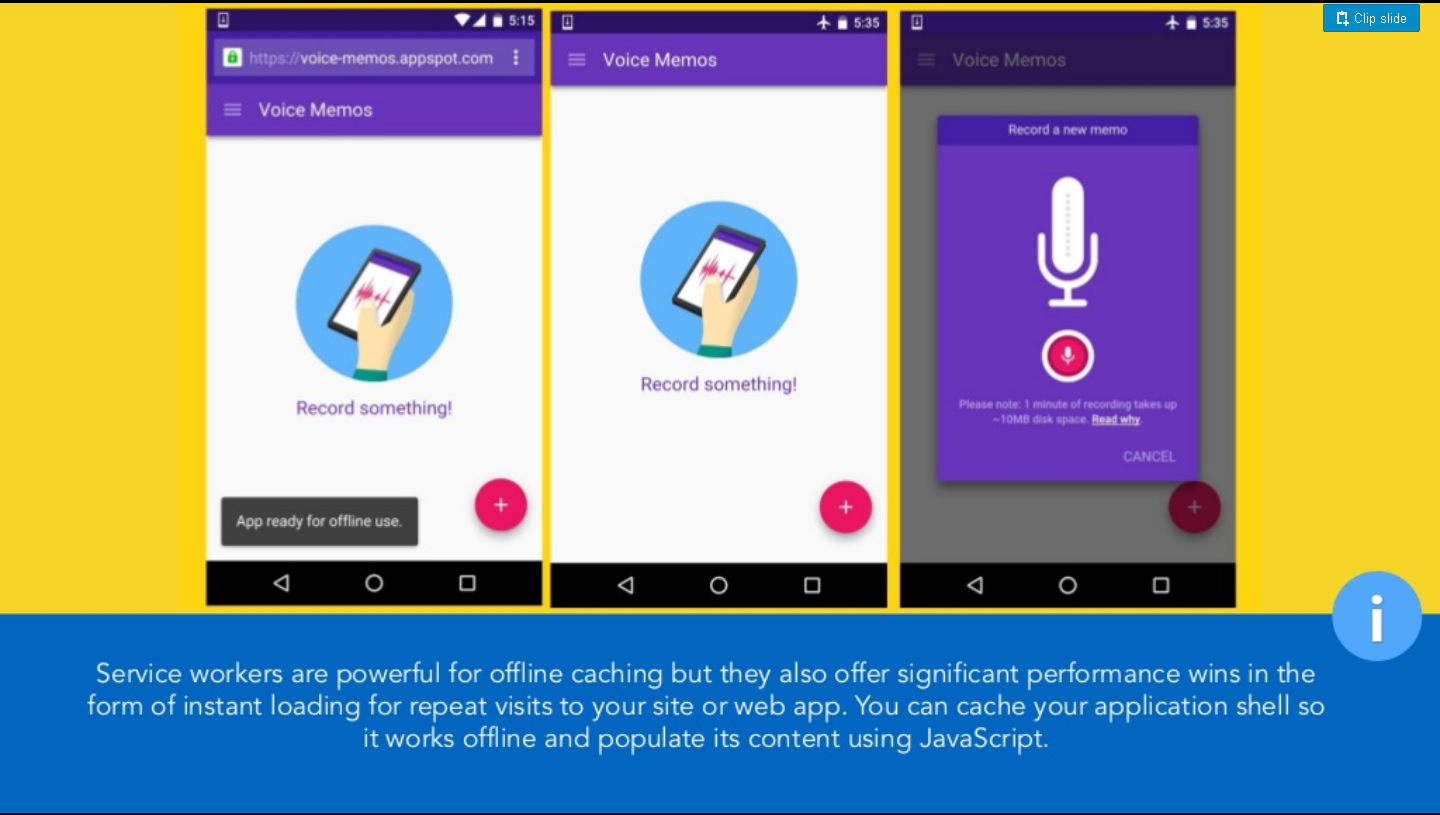 5:15
https://voice-memos.appspot.com
Voice Memos
Record something!
App ready for offline use.
+
5:35
Voice Memos
Record something!
+
5:35
Voice Memos
Record a new memo
Please note: 1 minute of recording takes up
~10MB disk space. Read why.
CANCEL
+
Clip slide
i
Service workers are powerful for offline caching but they also offer significant performance wins in the
form of instant loading for repeat visits to your site or web app. You can cache your application shell so
it works offline and populate its content using JavaScript.